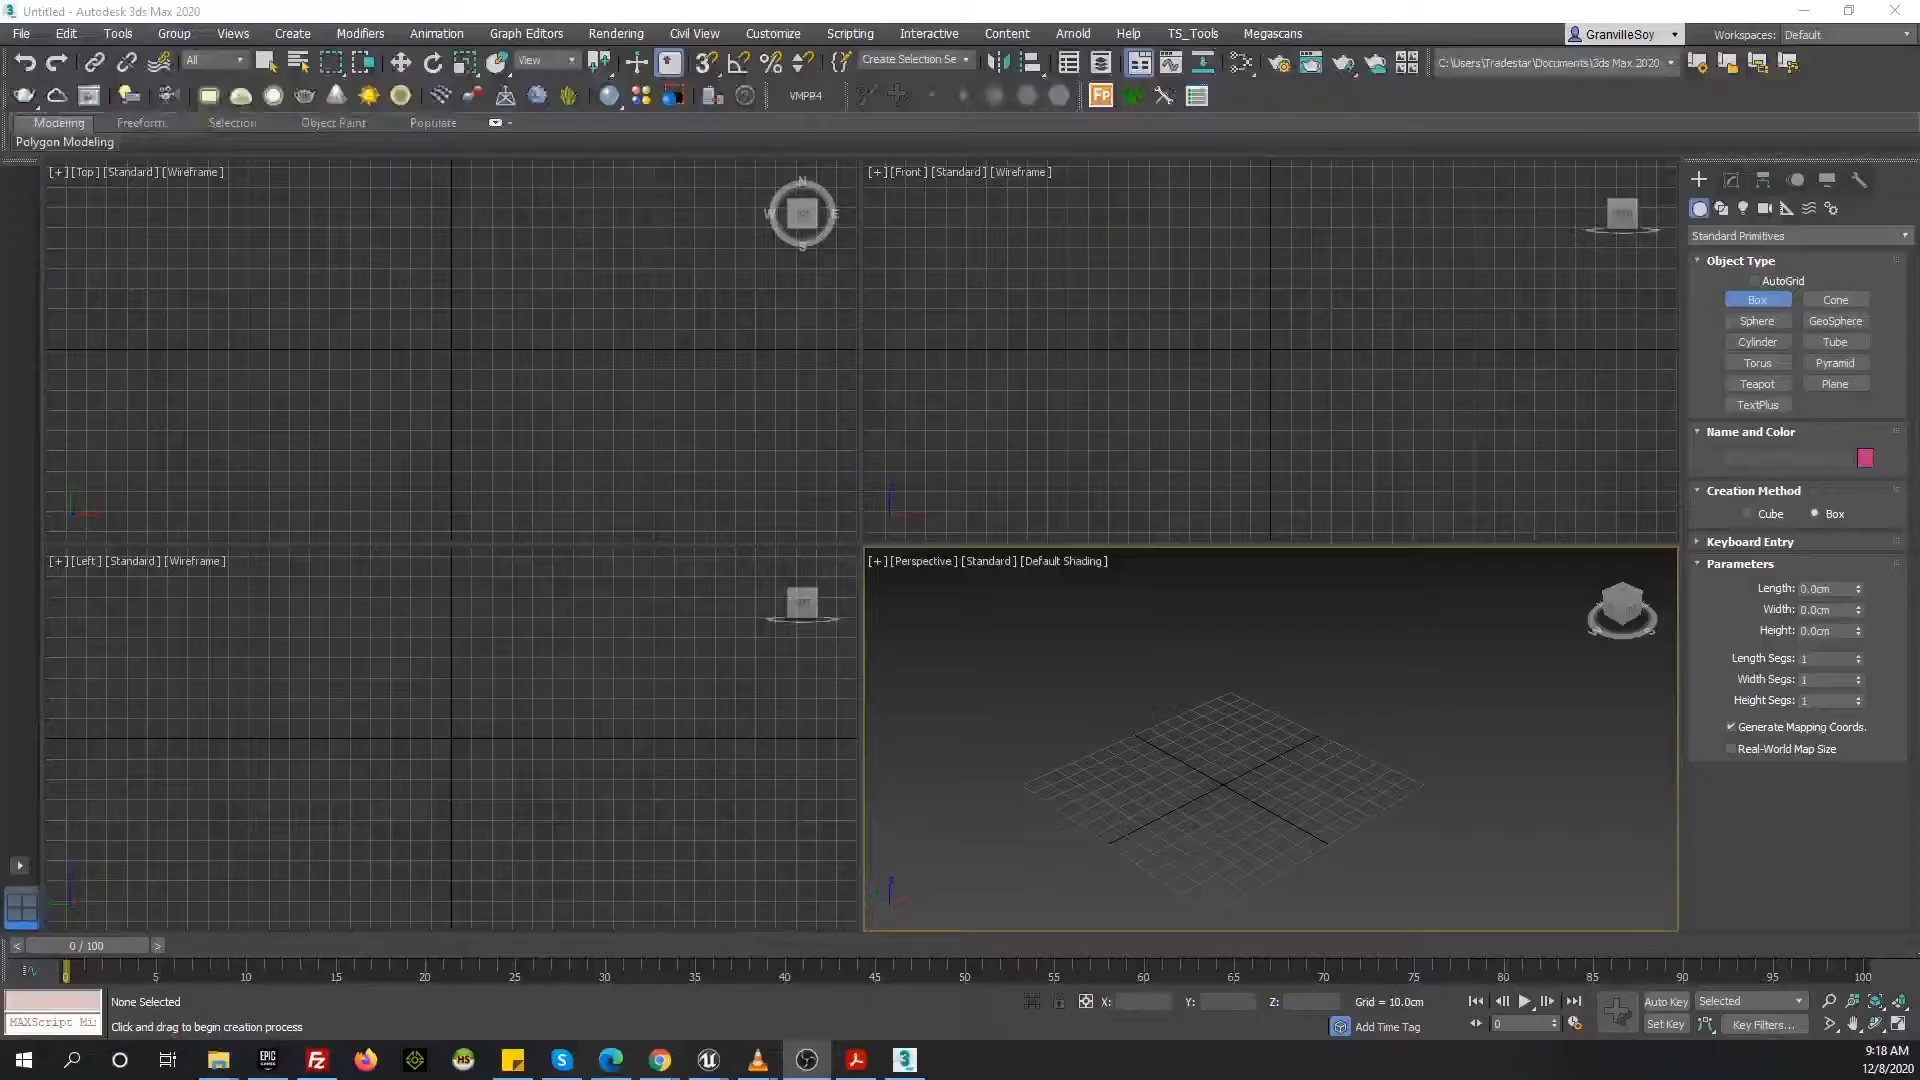 Untitled - Autodesk 3ds Max 2020
File Edit Tools Group Views Create Modifiers Animation Graph Editors Rendering Civil View Customize Scripting Interactive Content Arnold Help TS_Tools Megascans GranvilleSoy Workspaces: Default
All View Create Selection Se C:\Users\Tradestar\Documents\3ds Max 2020
VMPP4 Fp
Modeling Freeform Selection Object Paint Populate
Polygon Modeling
[+] [Top] [Standard] [Wireframe]
[+] [Front] [Standard] [Wireframe]
N
W E
S
Standard Primitives
Object Type
AutoGrid
Box Cone
Sphere GeoSphere
Cylinder Tube
Torus Pyramid
Teapot Plane
TextPlus
Name and Color
Creation Method
Cube Box
Keyboard Entry
Parameters
Length: 0.0cm
Width: 0.0cm
Height: 0.0cm
Length Segs: 1
Width Segs: 1
Height Segs: 1
Generate Mapping Coords.
Real-World Map Size
[+] [Left] [Standard] [Wireframe]
[+] [Perspective] [Standard] [Default Shading]
< 0 / 100 >
0 5 10 15 20 25 30 35 40 45 50 55 60 65 70 75 80 85 90 95 100
None Selected X: Y: Z: Grid = 10.0cm Auto Key Selected
MAXScript Mi
Click and drag to begin creation process Add Time Tag 0 Set Key Key Filters...
EPIC GAMES
Fz
HS
9:18 AM
12/8/2020